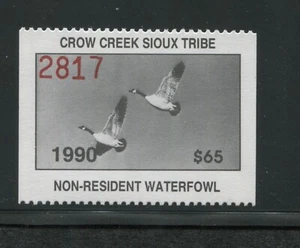 CROW CREEK SIOUX TRIBE
2817
1990 $65
NON-RESIDENT WATERFOWL